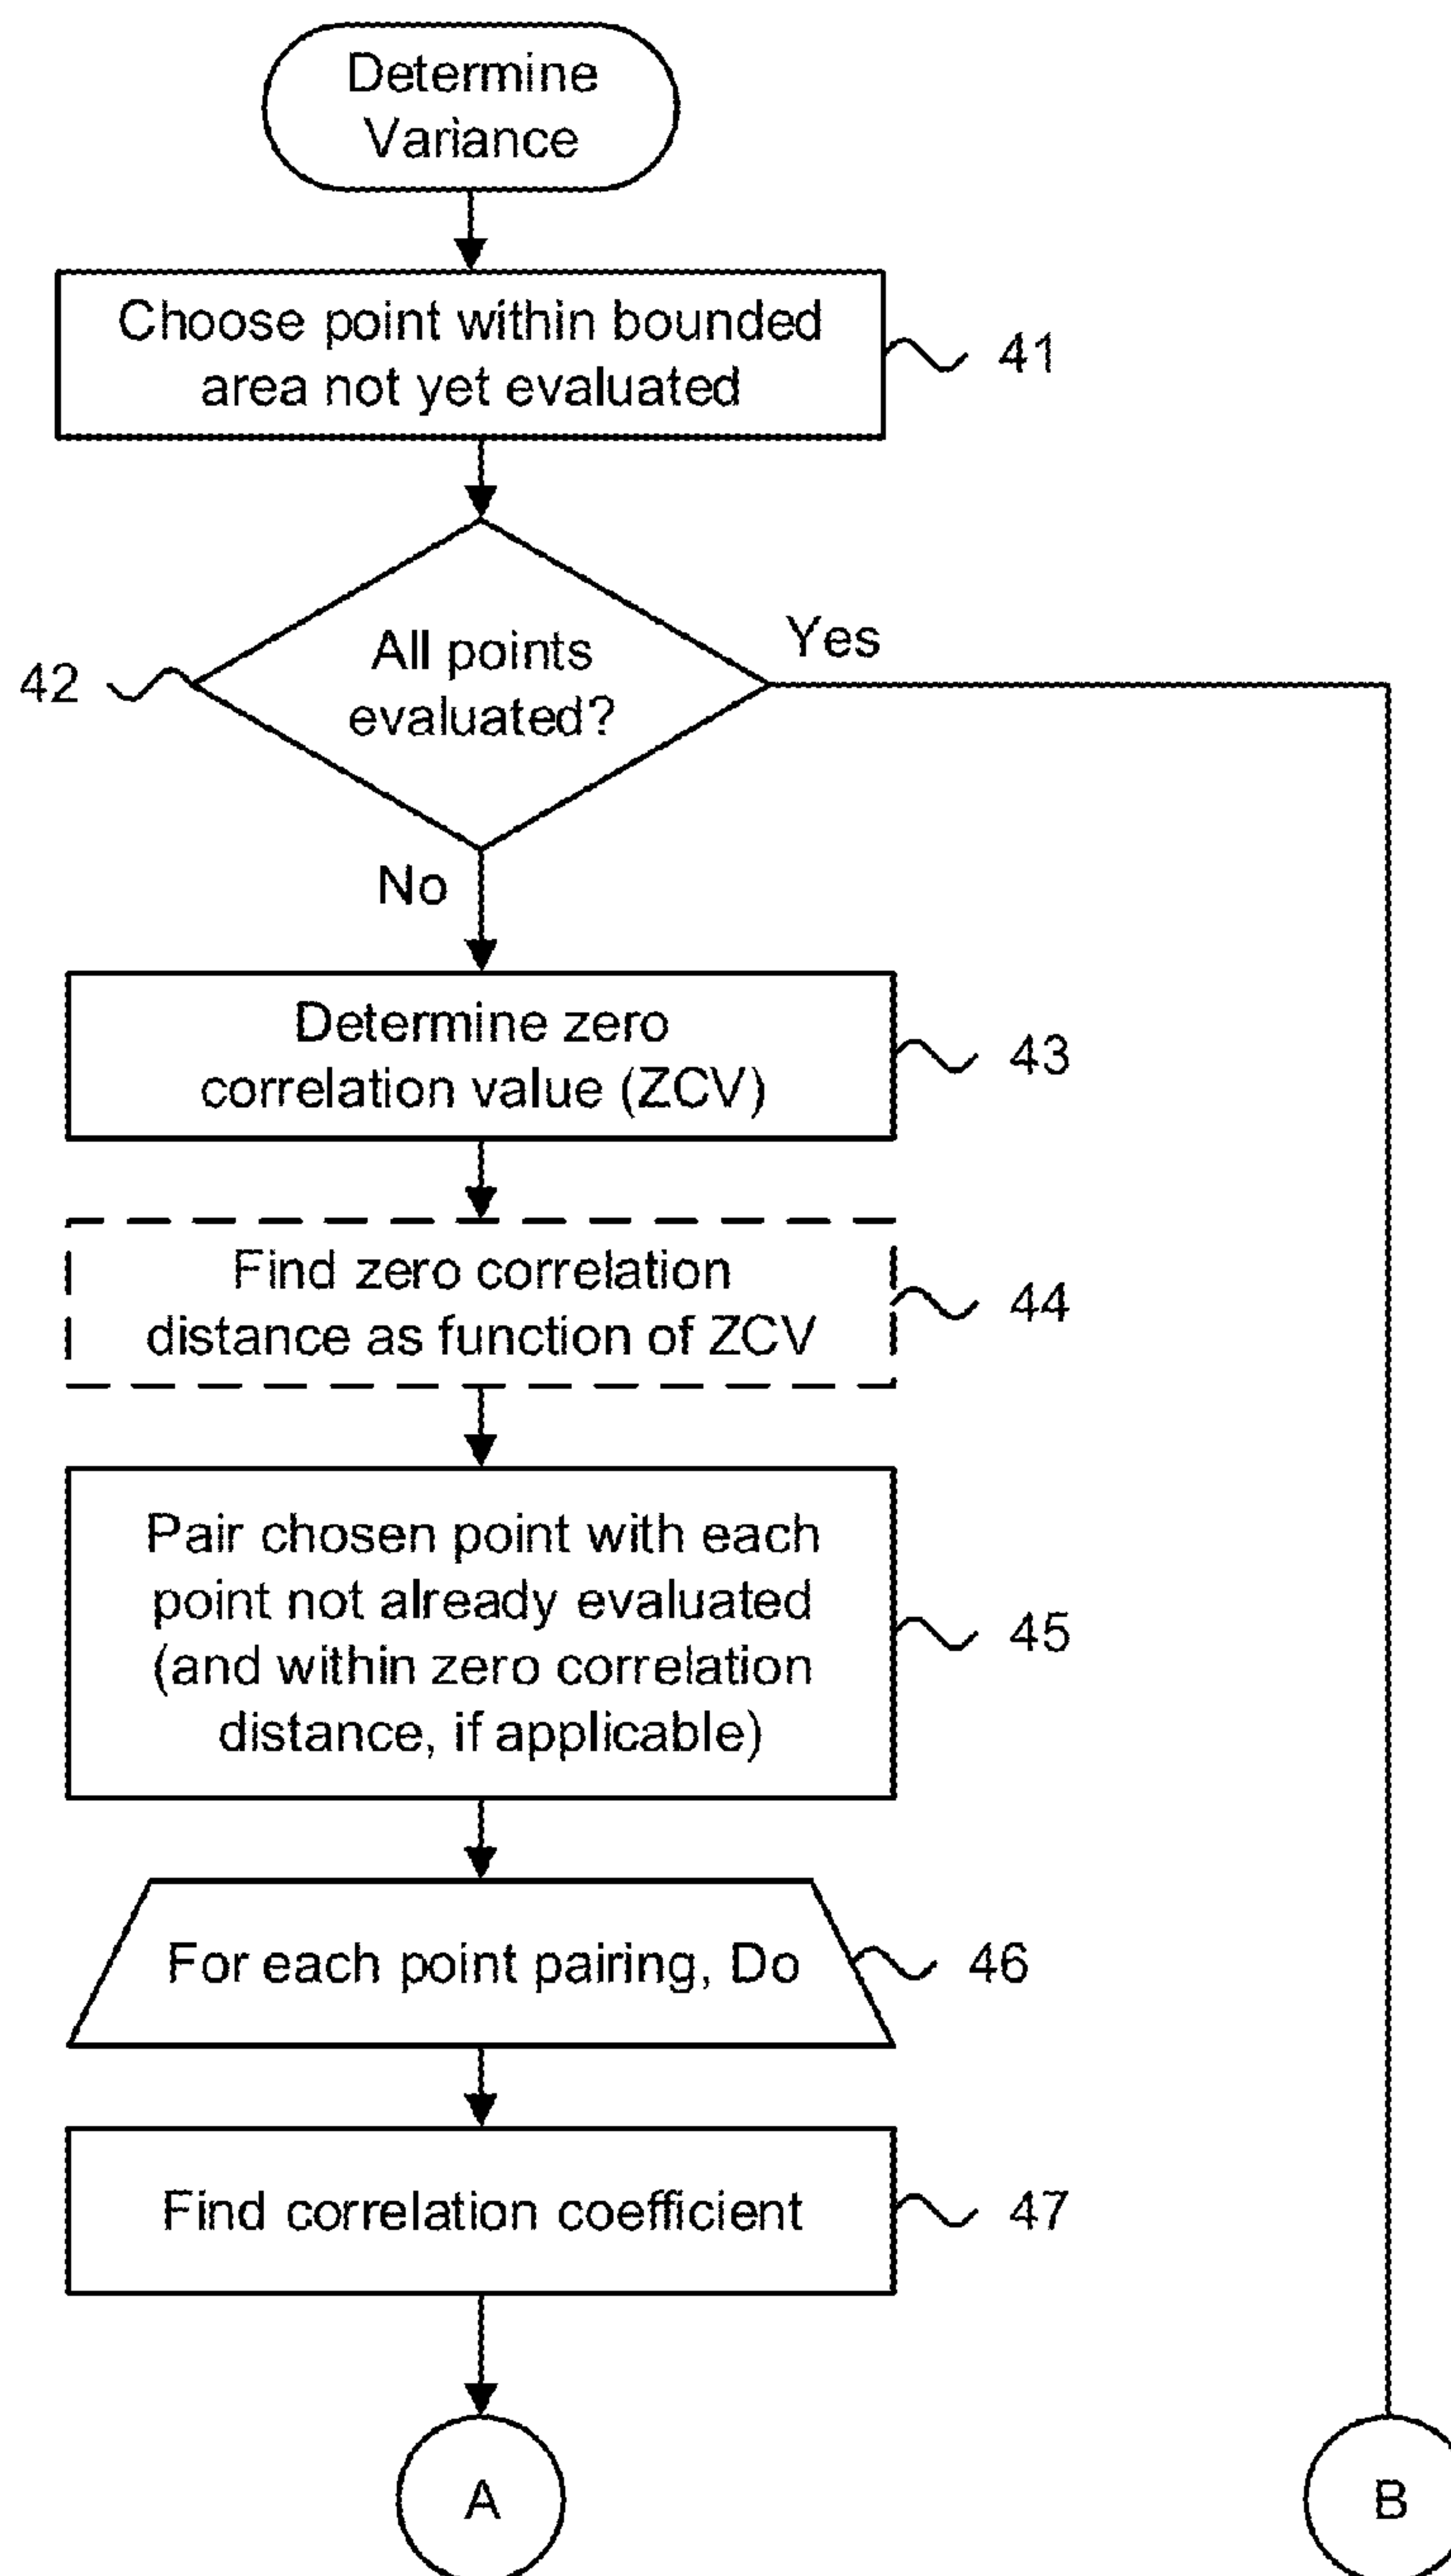 Determine
Variance
Choose point within bounded
area not yet evaluated
41
All points
evaluated?
Yes
42
No
Determine zero
correlation value (ZCV)
43
Find zero correlation
distance as function of ZCV
44
Pair chosen point with each
point not already evaluated
(and within zero correlation
distance, if applicable)
45
For each point pairing, Do
46
Find correlation coefficient
47
A
B